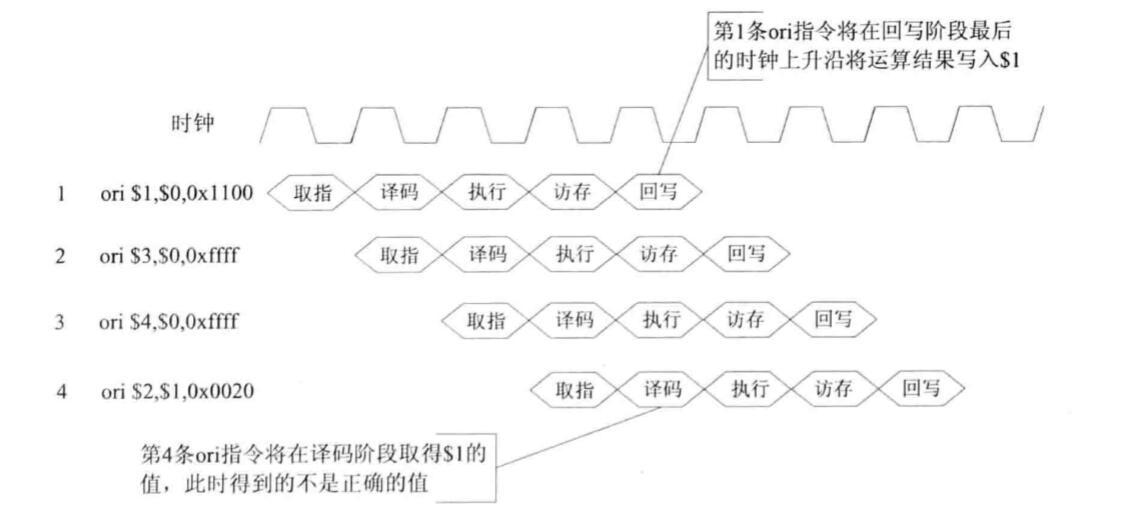 第1条ori指令将在回写阶段最后
的时钟上升沿将运算结果写入$1
时钟
1 ori $1,$0,0x1100 取指 译码 执行 访存 回写
2 ori $3,$0,0xffff 取指 译码 执行 访存 回写
3 ori $4,$0,0xffff 取指 译码 执行 访存 回写
4 ori $2,$1,0x0020 取指 译码 执行 访存 回写
第4条ori指令将在译码阶段取得$1的
值，此时得到的不是正确的值